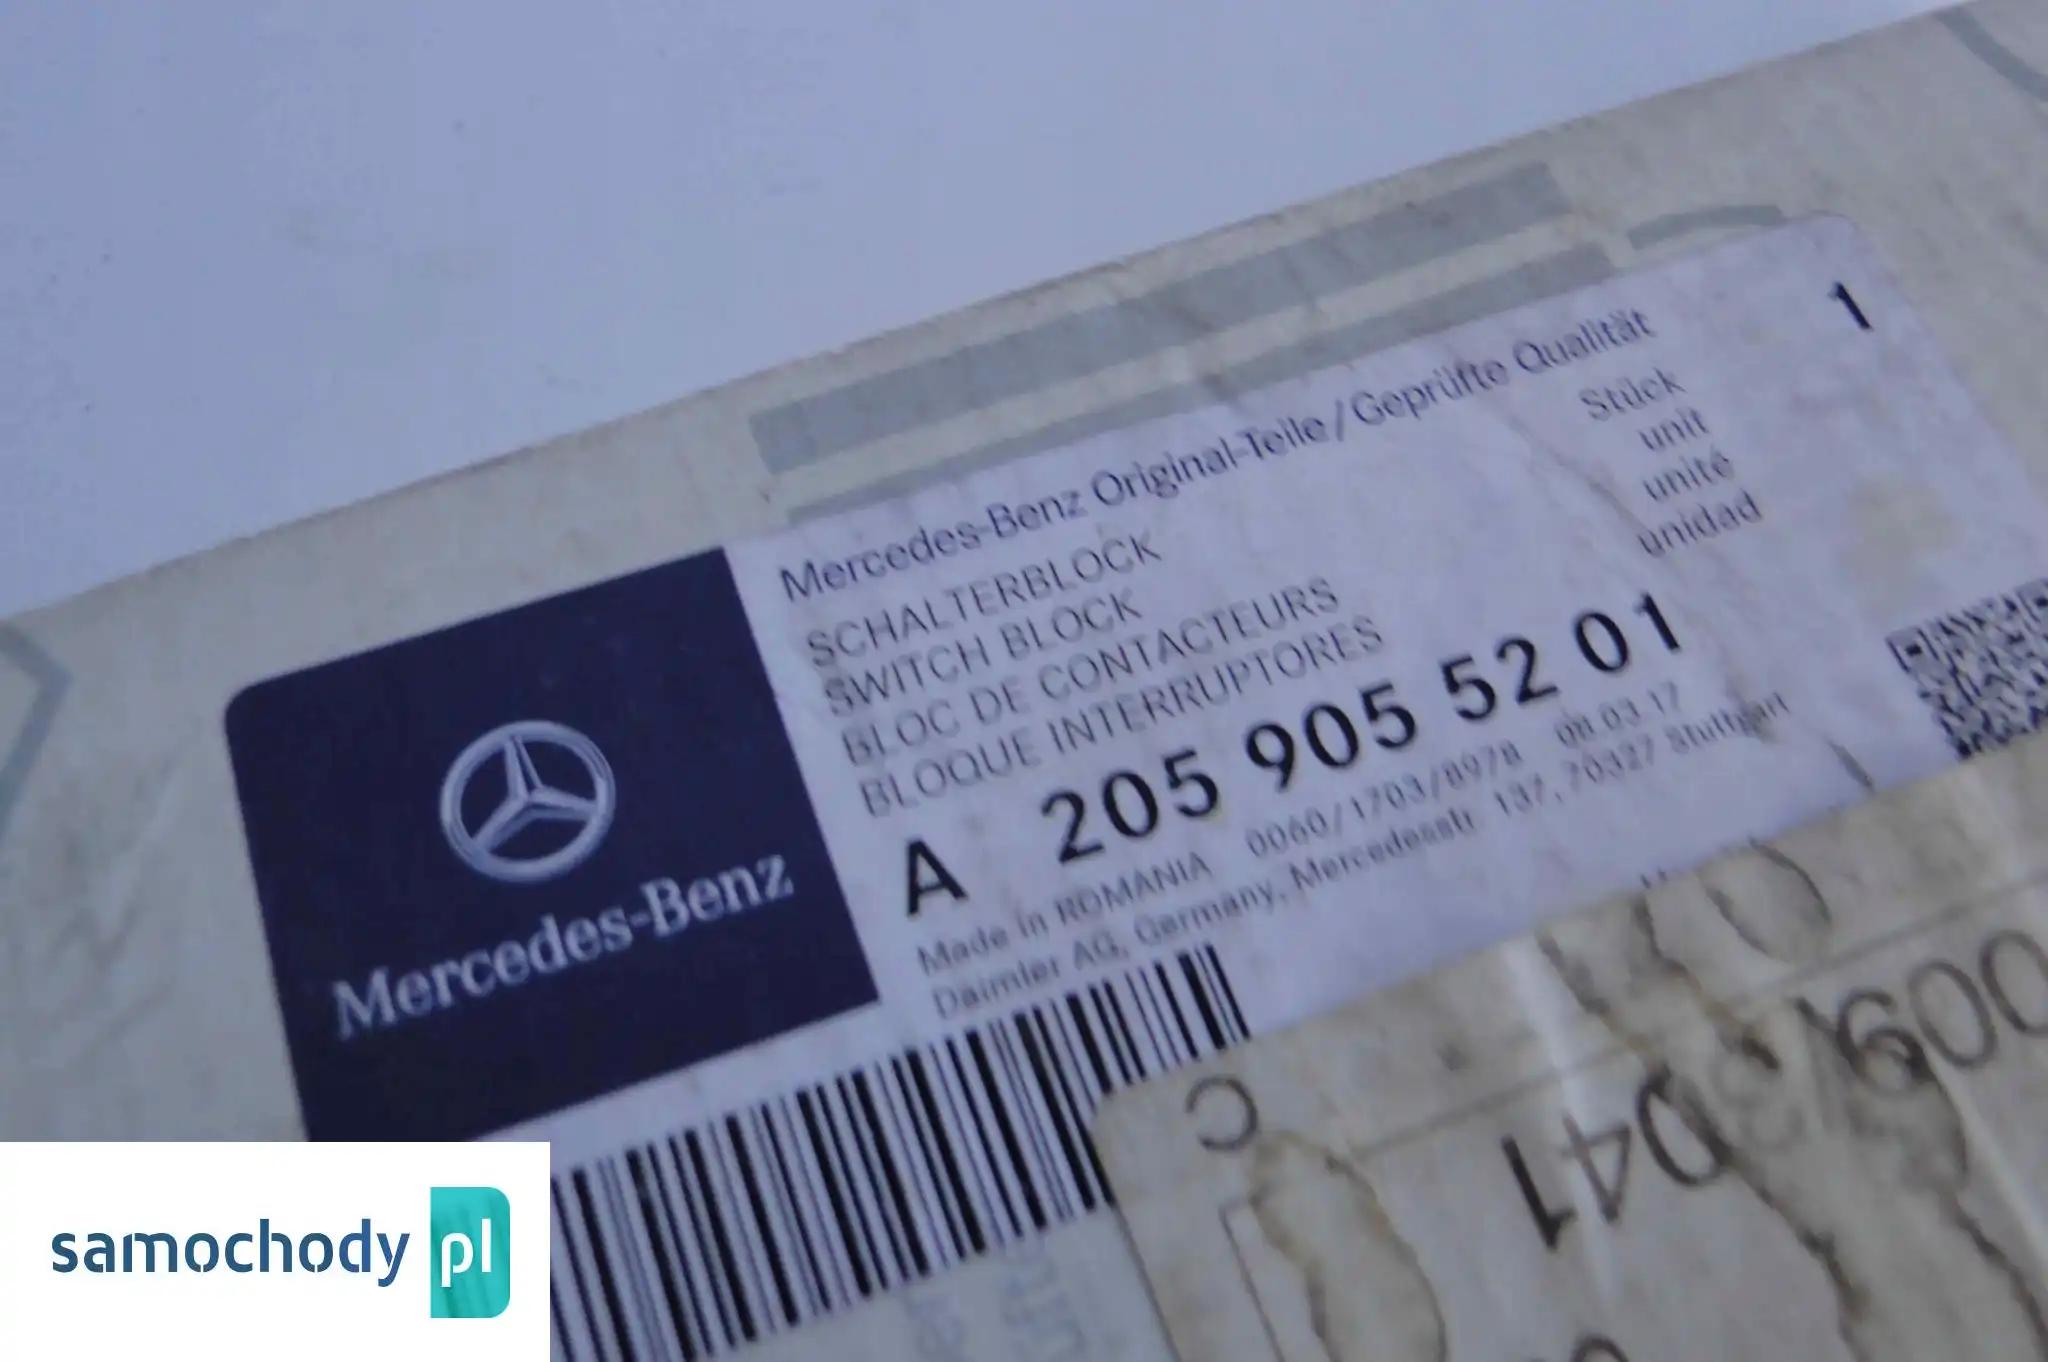 Mercedes-Benz Original-Teile/Geprüfte Qualität
1
Stück
unit
unité
unidad
SCHALTERBLOCK
SWITCH BLOCK
BLOC DE CONTACTEURS
BLOQUE INTERRUPTORES
A 205 905 52 01
Made in ROMANIA 0060/1703/8978 08.03.17
Daimler AG, Germany, Mercedesstr. 137, 70327 Stuttgart
Mercedes-Benz
C
D41
samochody pl